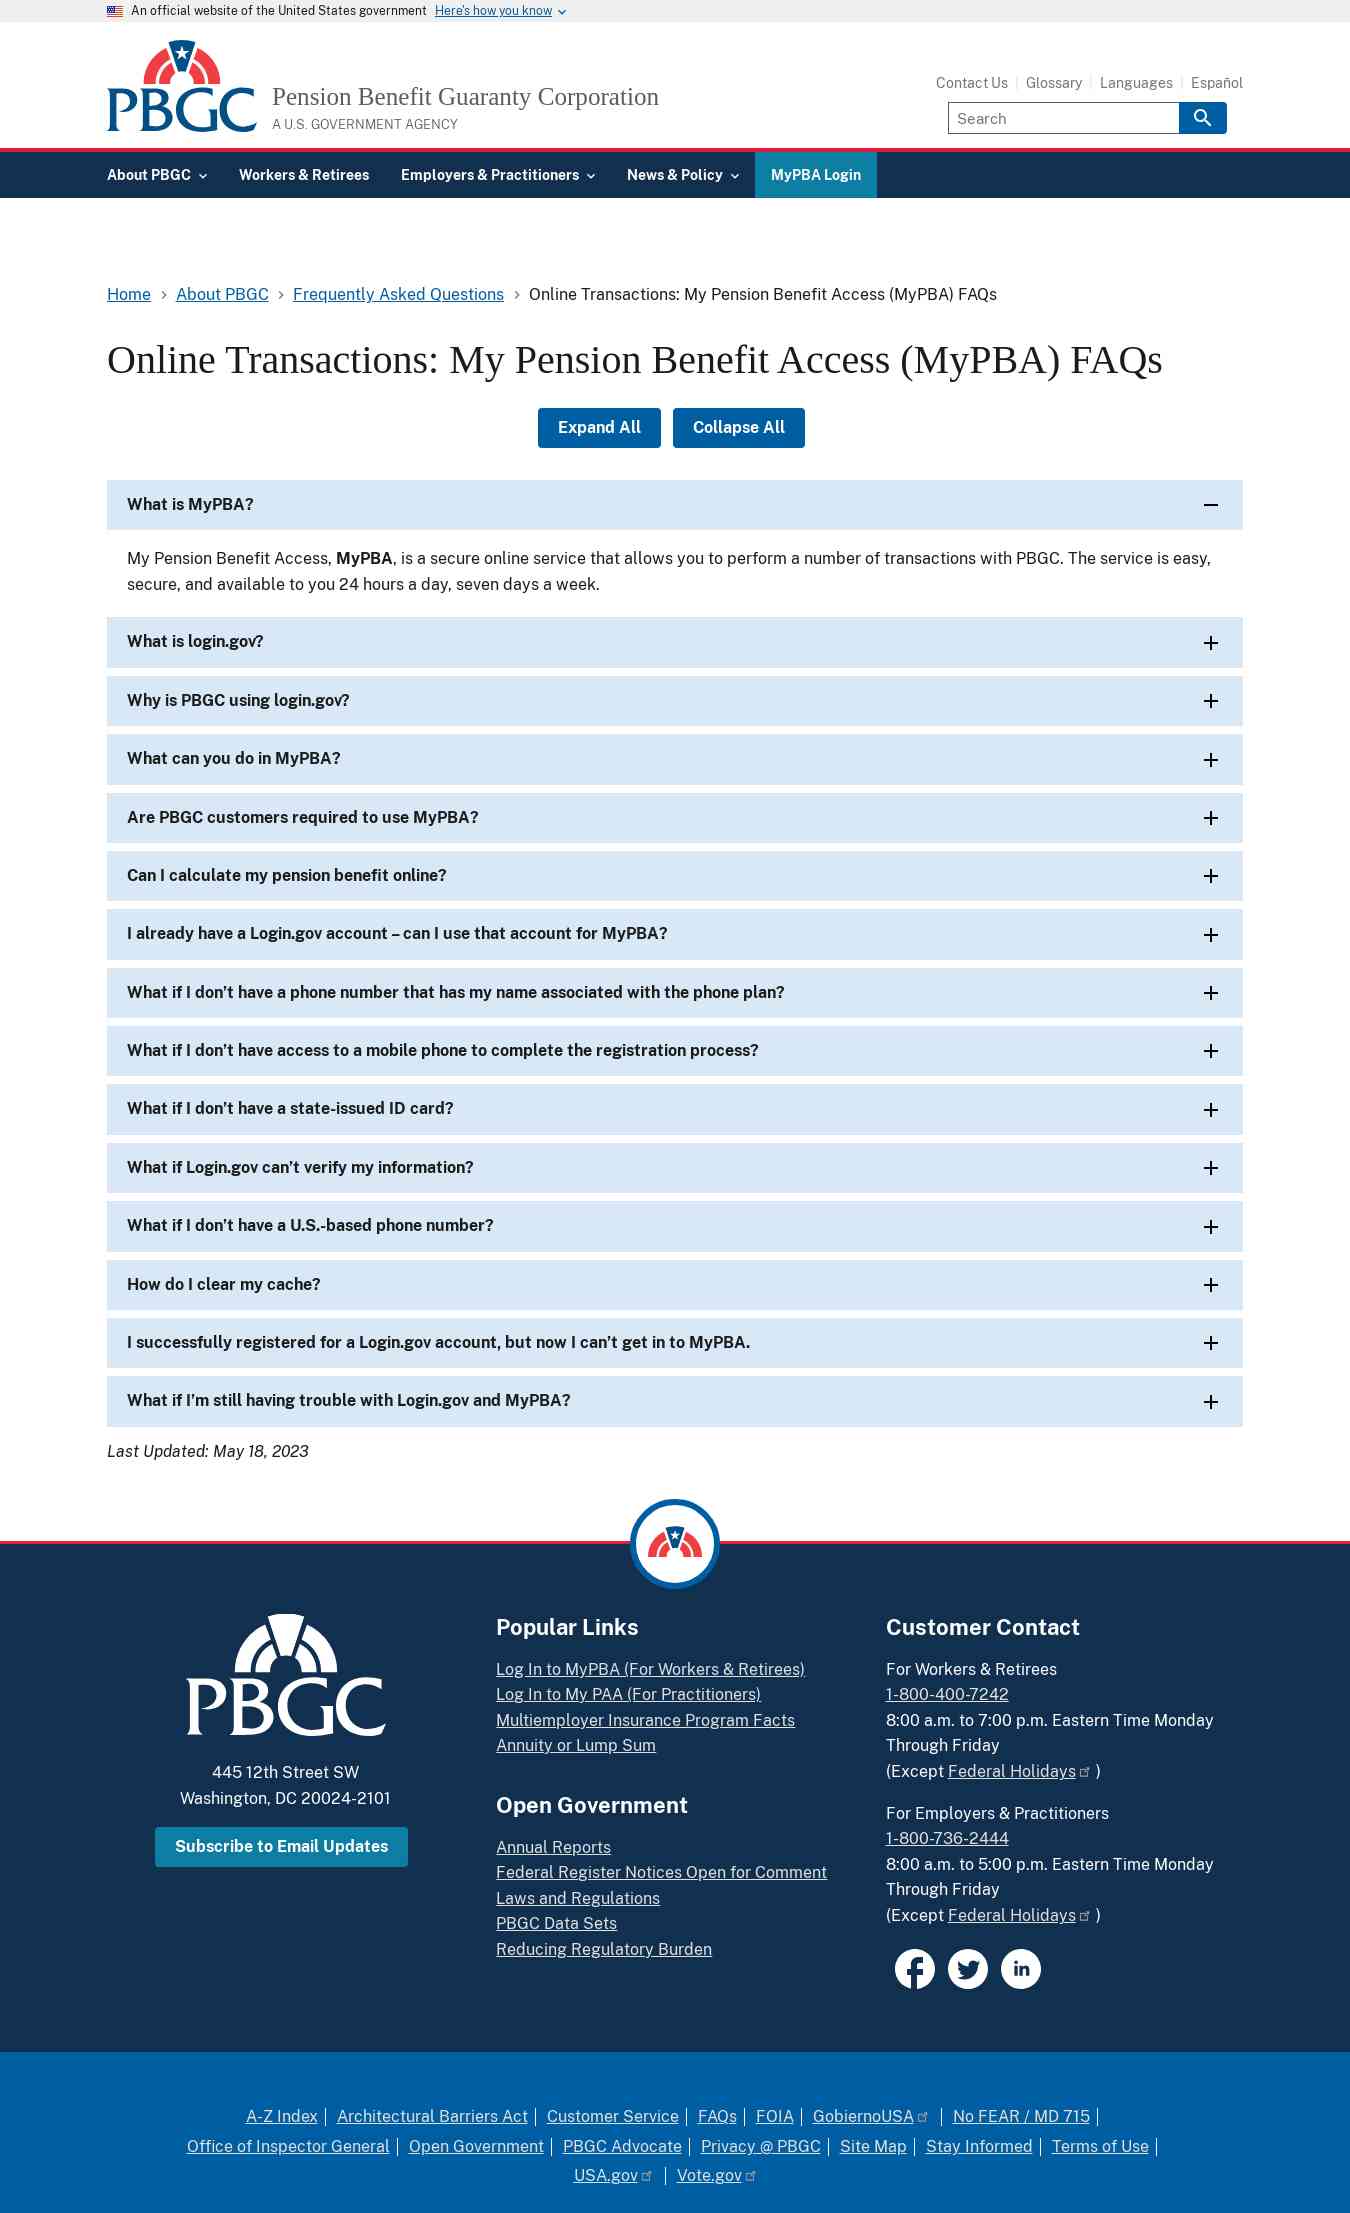 An official website of the United States government Here's how you know
PBGC
Pension Benefit Guaranty Corporation
A U.S. GOVERNMENT AGENCY
Contact Us Glossary Languages Español
Search
About PBGC Workers & Retirees Employers & Practitioners News & Policy MyPBA Login
Home About PBGC Frequently Asked Questions Online Transactions: My Pension Benefit Access (MyPBA) FAQs
Online Transactions: My Pension Benefit Access (MyPBA) FAQs
Expand All Collapse All
What is MyPBA?
My Pension Benefit Access, MyPBA, is a secure online service that allows you to perform a number of transactions with PBGC. The service is easy,
secure, and available to you 24 hours a day, seven days a week.
What is login.gov?
Why is PBGC using login.gov?
What can you do in MyPBA?
Are PBGC customers required to use MyPBA?
Can I calculate my pension benefit online?
I already have a Login.gov account – can I use that account for MyPBA?
What if I don’t have a phone number that has my name associated with the phone plan?
What if I don’t have access to a mobile phone to complete the registration process?
What if I don’t have a state-issued ID card?
What if Login.gov can’t verify my information?
What if I don’t have a U.S.-based phone number?
How do I clear my cache?
I successfully registered for a Login.gov account, but now I can’t get in to MyPBA.
What if I’m still having trouble with Login.gov and MyPBA?
Last Updated: May 18, 2023
PBGC
445 12th Street SW
Washington, DC 20024-2101
Subscribe to Email Updates
Popular Links
Log In to MyPBA (For Workers & Retirees)
Log In to My PAA (For Practitioners)
Multiemployer Insurance Program Facts
Annuity or Lump Sum
Open Government
Annual Reports
Federal Register Notices Open for Comment
Laws and Regulations
PBGC Data Sets
Reducing Regulatory Burden
Customer Contact
For Workers & Retirees
1-800-400-7242
8:00 a.m. to 7:00 p.m. Eastern Time Monday
Through Friday
(Except Federal Holidays )
For Employers & Practitioners
1-800-736-2444
8:00 a.m. to 5:00 p.m. Eastern Time Monday
Through Friday
(Except Federal Holidays )
in
A-Z Index Architectural Barriers Act Customer Service FAQs FOIA GobiernoUSA No FEAR / MD 715
Office of Inspector General Open Government PBGC Advocate Privacy @ PBGC Site Map Stay Informed Terms of Use
USA.gov Vote.gov